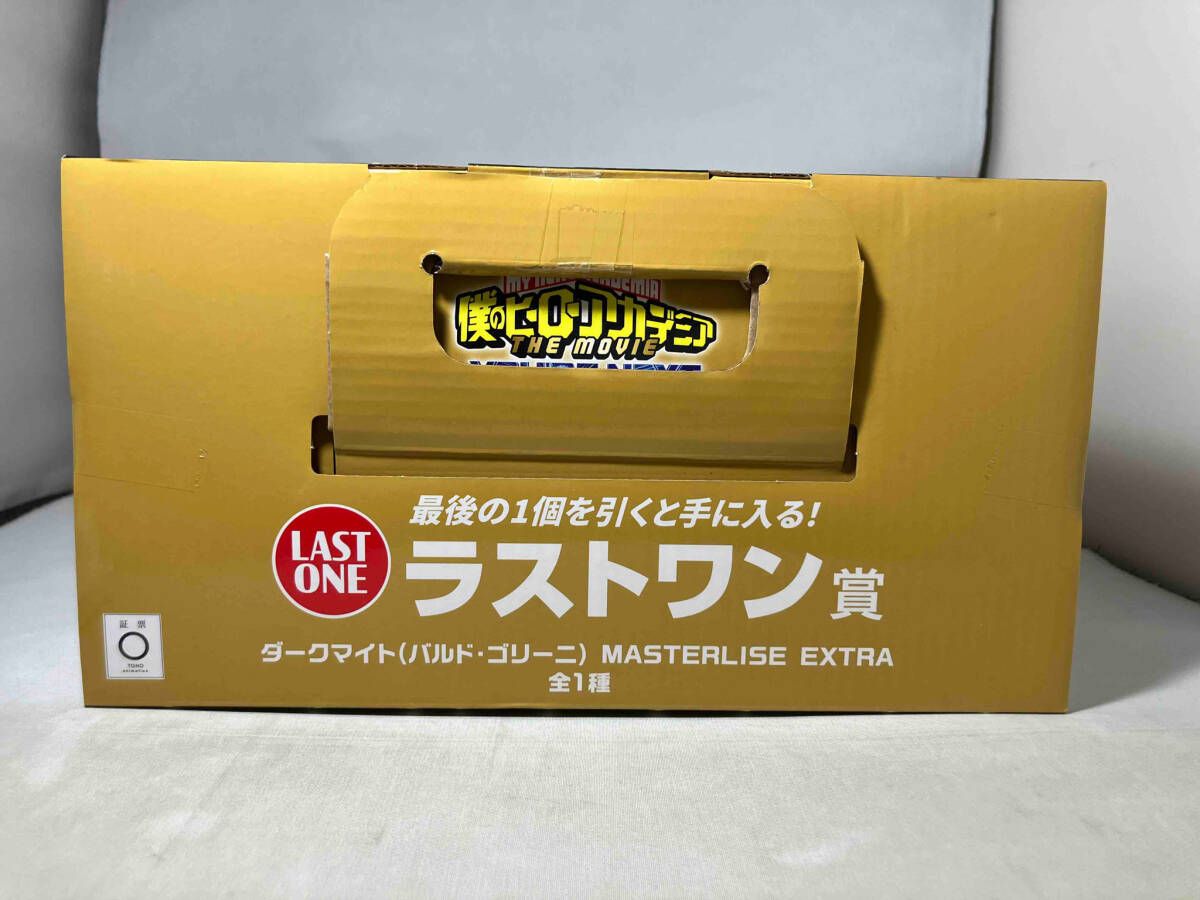 MY HERO ACADEMIA
僕のヒーローアカデミア
THE MOVIE
最後の1個を引くと手に入る!
LAST
ONE
ラストワン賞
証票
TOHO
animation
ダークマイト(バルド・ゴリーニ) MASTERLISE EXTRA
全1種